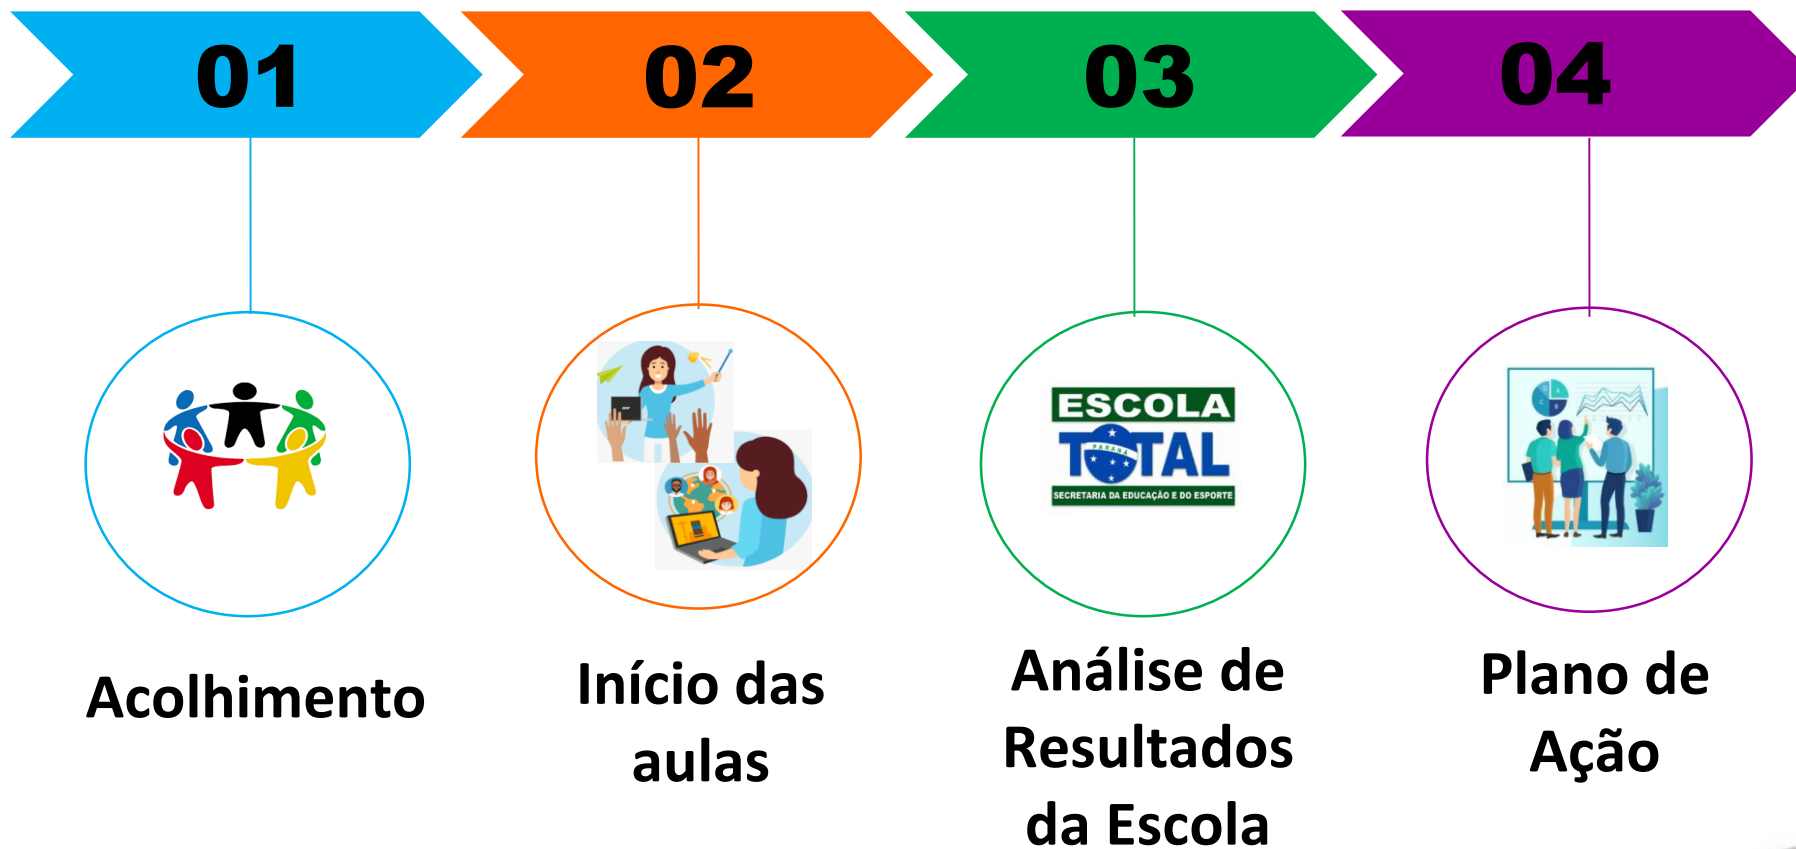 01
02
03
04
ESCOLA
TOTAL
PARANÁ
SECRETARIA DA EDUCAÇÃO E DO ESPORTE
Acolhimento
Início das
aulas
Análise de
Resultados
da Escola
Plano de
Ação